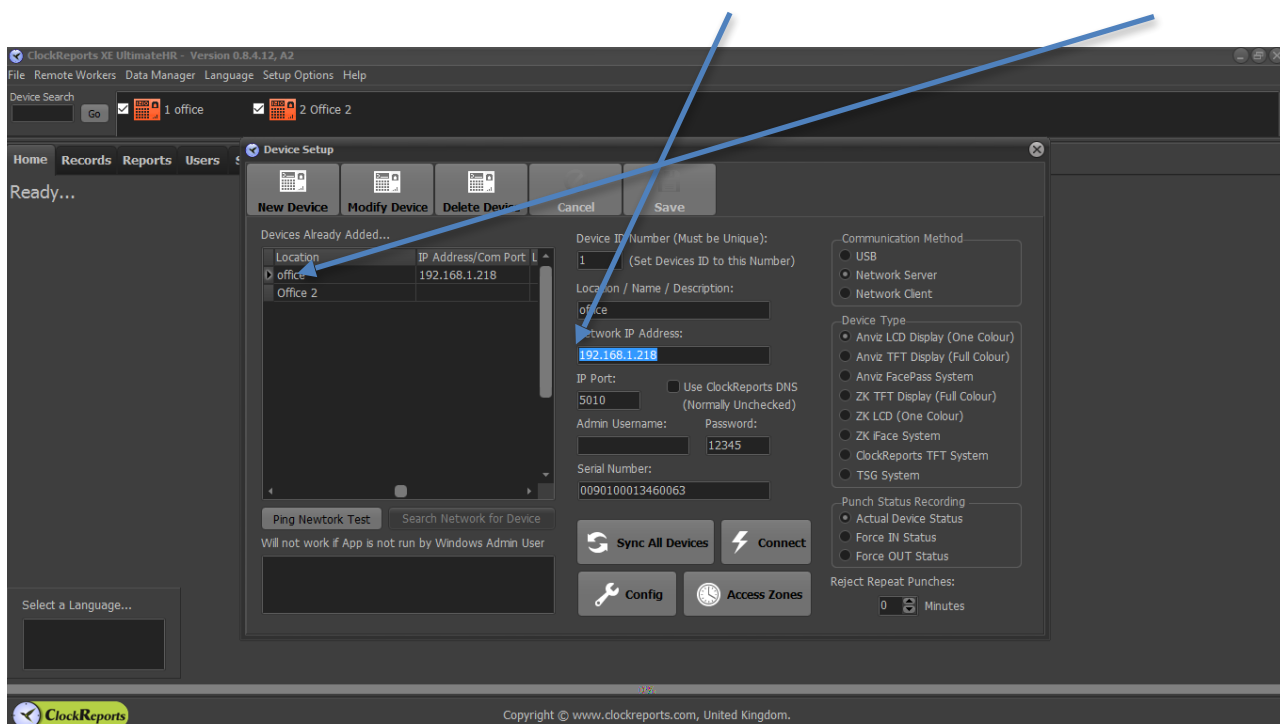 ClockReports XE UltimateHR - Version 0.8.4.12, A2
File Remote Workers Data Manager Language Setup Options Help
Device Search
Go
1 office
2 Office 2
Home Records Reports Users
Ready...
Device Setup
New Device Modify Device Delete Device Cancel Save
Devices Already Added...
Location IP Address/Com Port L
office 192.168.1.218
Office 2
Ping Newtork Test Search Network for Device
Will not work if App is not run by Windows Admin User
Device ID Number (Must be Unique):
1 (Set Devices ID to this Number)
Location / Name / Description:
office
Network IP Address:
192.168.1.218
IP Port:
Use ClockReports DNS
5010
(Normally Unchecked)
Admin Username: Password:
12345
Serial Number:
0090100013460063
Sync All Devices Connect
Config Access Zones
Communication Method
USB
Network Server
Network Client
Device Type
Anviz LCD Display (One Colour)
Anviz TFT Display (Full Colour)
Anviz FacePass System
ZK TFT Display (Full Colour)
ZK LCD (One Colour)
ZK iFace System
ClockReports TFT System
TSG System
Punch Status Recording
Actual Device Status
Force IN Status
Force OUT Status
Reject Repeat Punches:
0 Minutes
Select a Language...
ClockReports
Copyright © www.clockreports.com, United Kingdom.